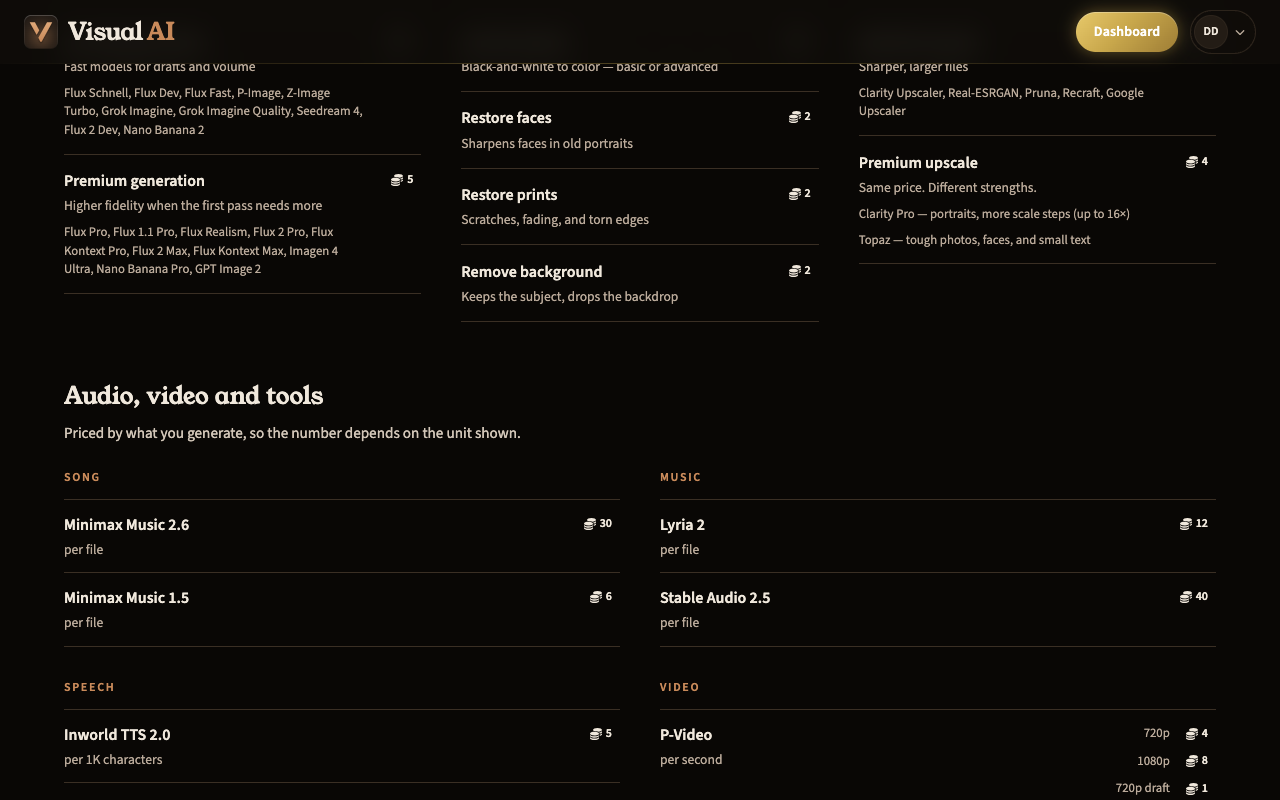 Visual AI
Dashboard
DD
Fast models for drafts and volume
Flux Schnell, Flux Dev, Flux Fast, P-Image, Z-Image
Turbo, Grok Imagine, Grok Imagine Quality, Seedream 4,
Flux 2 Dev, Nano Banana 2
Premium generation
5
Higher fidelity when the first pass needs more
Flux Pro, Flux 1.1 Pro, Flux Realism, Flux 2 Pro, Flux
Kontext Pro, Flux 2 Max, Flux Kontext Max, Imagen 4
Ultra, Nano Banana Pro, GPT Image 2
Black-and-white to color — basic or advanced
Restore faces
2
Sharpens faces in old portraits
Restore prints
2
Scratches, fading, and torn edges
Remove background
2
Keeps the subject, drops the backdrop
Sharper, larger files
Clarity Upscaler, Real-ESRGAN, Pruna, Recraft, Google
Upscaler
Premium upscale
4
Same price. Different strengths.
Clarity Pro — portraits, more scale steps (up to 16×)
Topaz — tough photos, faces, and small text
Audio, video and tools
Priced by what you generate, so the number depends on the unit shown.
SONG
Minimax Music 2.6
30
per file
Minimax Music 1.5
6
per file
MUSIC
Lyria 2
12
per file
Stable Audio 2.5
40
per file
SPEECH
Inworld TTS 2.0
5
per 1K characters
VIDEO
P-Video
720p 4
per second
1080p 8
720p draft 1